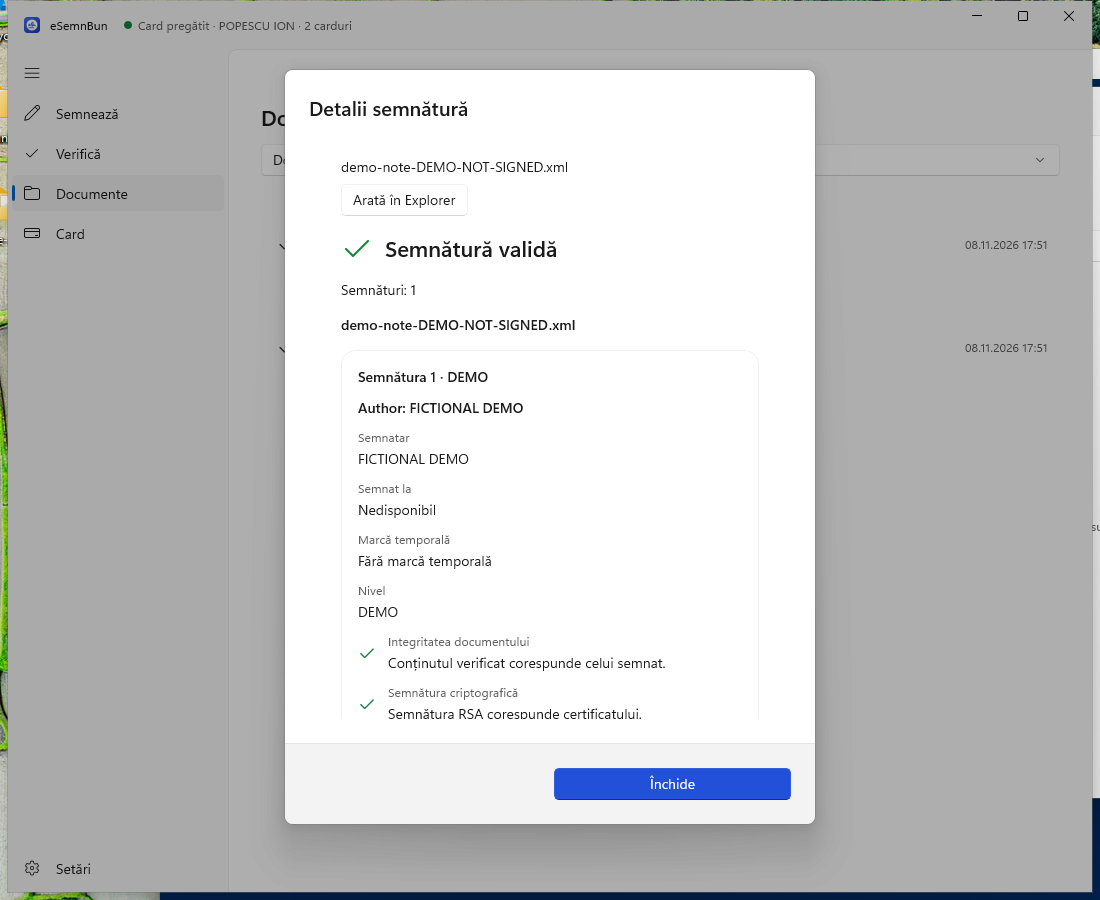 eSemnBun
Card pregătit · POPESCU ION · 2 carduri
Semnează
Verifică
Documente
Card
Setări
08.11.2026 17:51
08.11.2026 17:51
Detalii semnătură
demo-note-DEMO-NOT-SIGNED.xml
Arată în Explorer
Semnătură validă
Semnături: 1
demo-note-DEMO-NOT-SIGNED.xml
Semnătura 1 · DEMO
Author: FICTIONAL DEMO
Semnatar
FICTIONAL DEMO
Semnat la
Nedisponibil
Marcă temporală
Fără marcă temporală
Nivel
DEMO
Integritatea documentului
Conținutul verificat corespunde celui semnat.
Semnătura criptografică
Semnătura RSA corespunde certificatului.
Închide